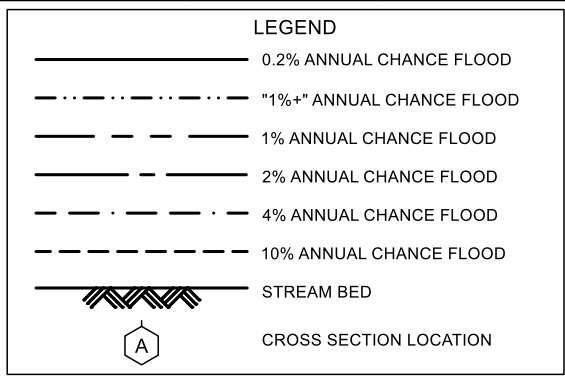 LEGEND
0.2% ANNUAL CHANCE FLOOD
"1%+" ANNUAL CHANCE FLOOD
1% ANNUAL CHANCE FLOOD
2% ANNUAL CHANCE FLOOD
4% ANNUAL CHANCE FLOOD
10% ANNUAL CHANCE FLOOD
STREAM BED
A CROSS SECTION LOCATION